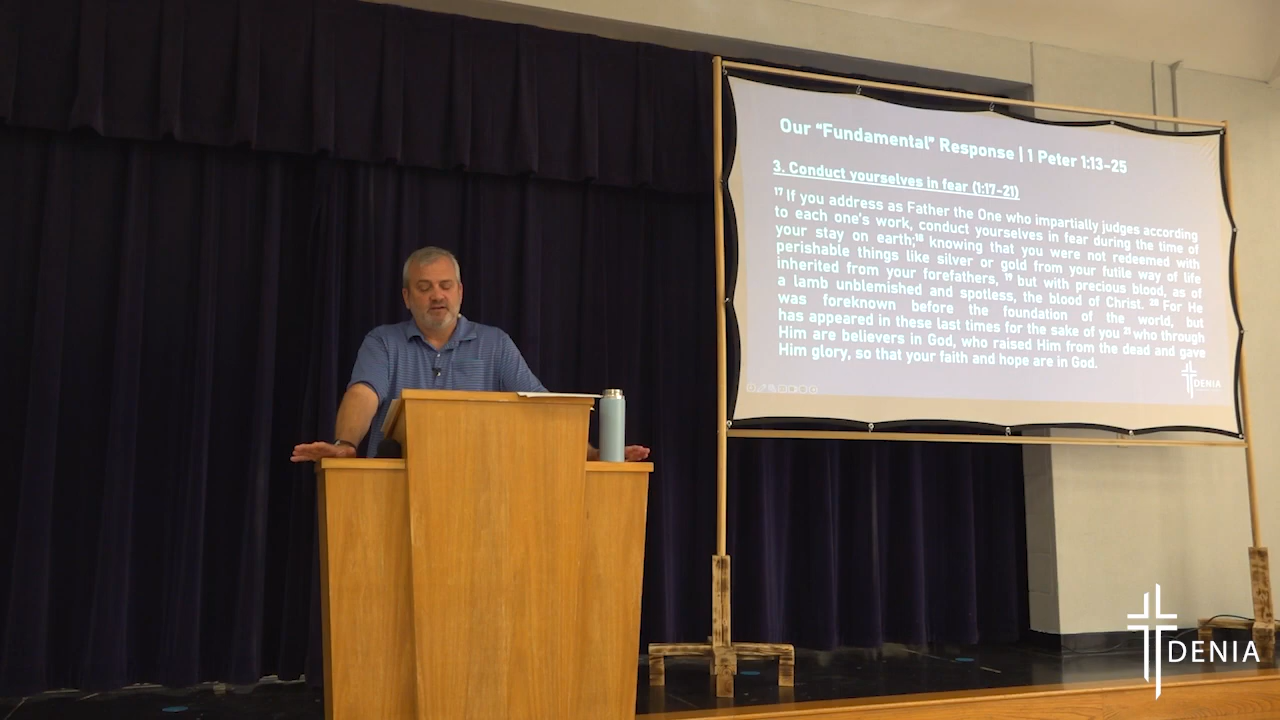 Our “Fundamental” Response | 1 Peter 1:13-25
3. Conduct yourselves in fear (1:17-21)
17 If you address as Father the One who impartially judges according
to each one’s work, conduct yourselves in fear during the time of
your stay on earth;18 knowing that you were not redeemed with
perishable things like silver or gold from your futile way of life
inherited from your forefathers, 19 but with precious blood, as of
a lamb unblemished and spotless, the blood of Christ. 20 For He
was foreknown before the foundation of the world, but
has appeared in these last times for the sake of you 21 who through
Him are believers in God, who raised Him from the dead and gave
Him glory, so that your faith and hope are in God.
DENIA
DENIA